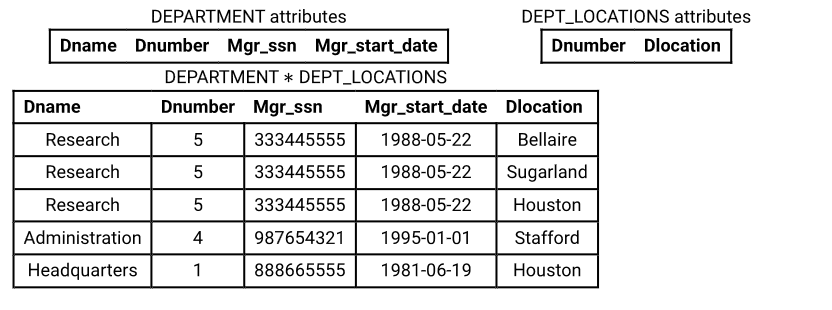 DEPARTMENT attributes DEPT_LOCATIONS attributes
Dname Dnumber Mgr_ssn Mgr_start_date Dnumber Dlocation
DEPARTMENT ∗ DEPT_LOCATIONS
Dname Dnumber Mgr_ssn Mgr_start_date Dlocation
Research 5 333445555 1988-05-22 Bellaire
Research 5 333445555 1988-05-22 Sugarland
Research 5 333445555 1988-05-22 Houston
Administration 4 987654321 1995-01-01 Stafford
Headquarters 1 888665555 1981-06-19 Houston